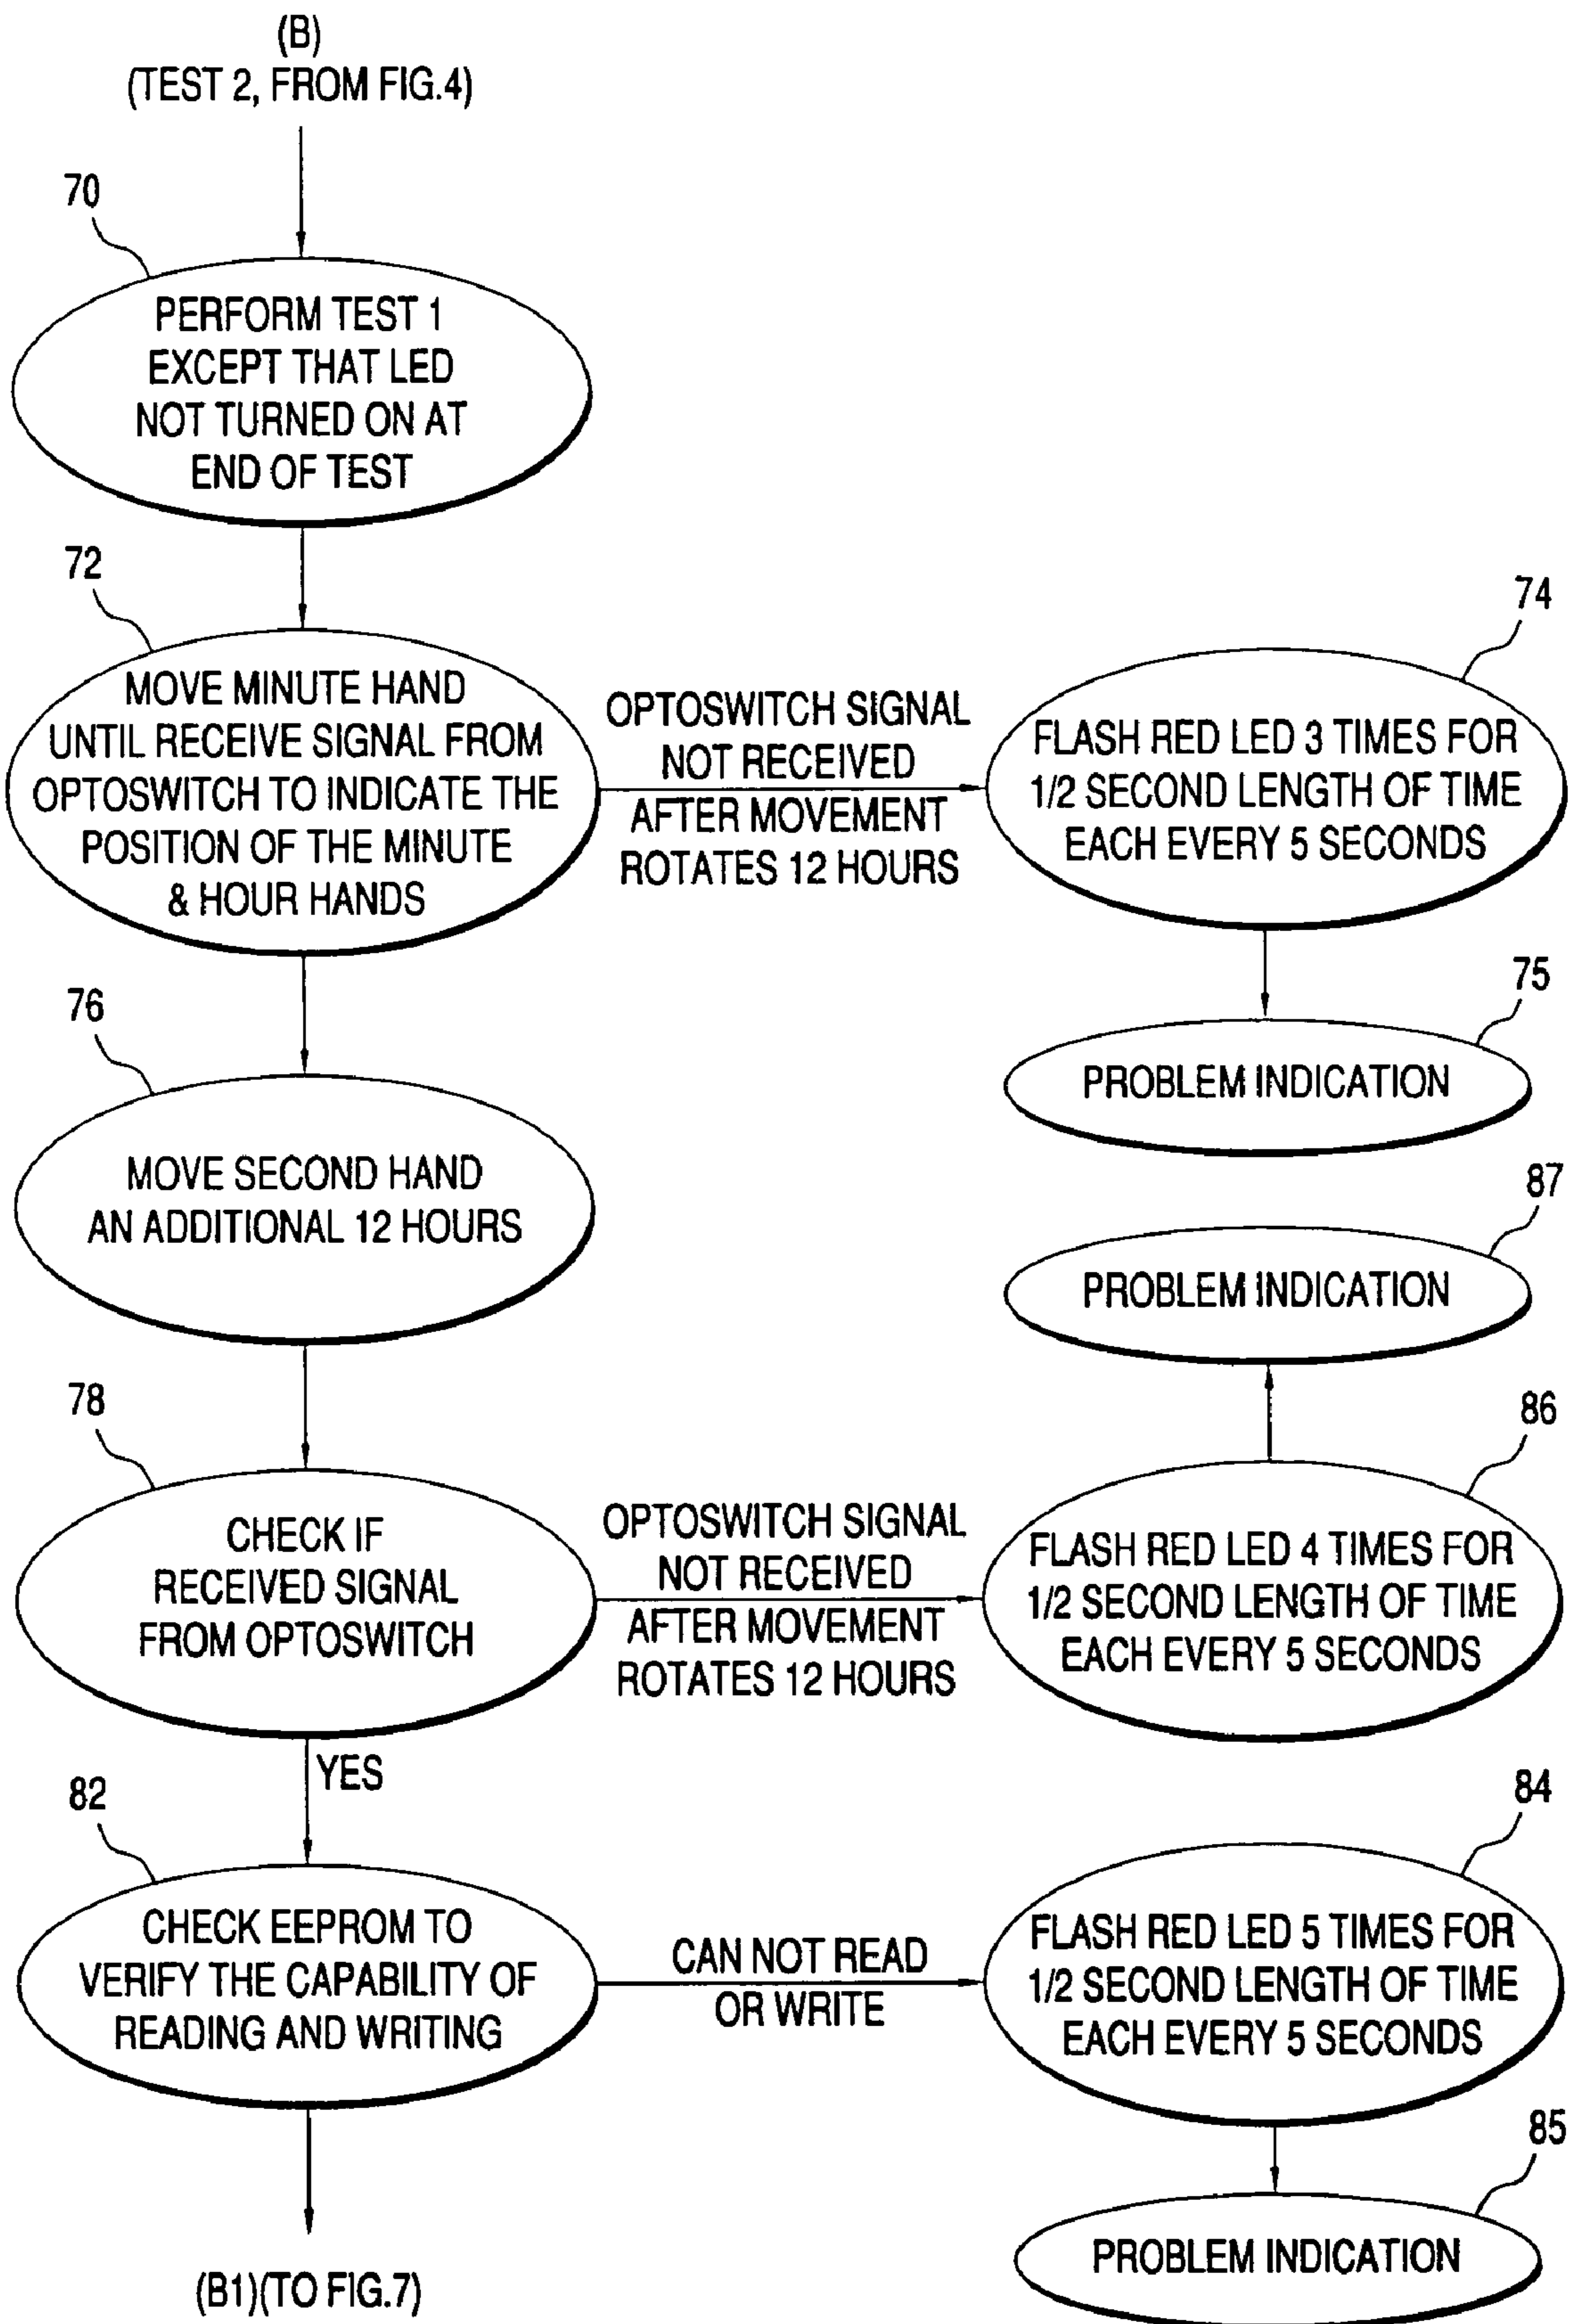 (B)
(TEST 2, FROM FIG.4)
70
PERFORM TEST 1
EXCEPT THAT LED
NOT TURNED ON AT
END OF TEST
72
MOVE MINUTE HAND
UNTIL RECEIVE SIGNAL FROM
OPTOSWITCH TO INDICATE THE
POSITION OF THE MINUTE
& HOUR HANDS
OPTOSWITCH SIGNAL
NOT RECEIVED
AFTER MOVEMENT
ROTATES 12 HOURS
74
FLASH RED LED 3 TIMES FOR
1/2 SECOND LENGTH OF TIME
EACH EVERY 5 SECONDS
75
PROBLEM INDICATION
76
MOVE SECOND HAND
AN ADDITIONAL 12 HOURS
87
PROBLEM INDICATION
78
CHECK IF
RECEIVED SIGNAL
FROM OPTOSWITCH
OPTOSWITCH SIGNAL
NOT RECEIVED
AFTER MOVEMENT
ROTATES 12 HOURS
86
FLASH RED LED 4 TIMES FOR
1/2 SECOND LENGTH OF TIME
EACH EVERY 5 SECONDS
YES
82
CHECK EEPROM TO
VERIFY THE CAPABILITY OF
READING AND WRITING
CAN NOT READ
OR WRITE
84
FLASH RED LED 5 TIMES FOR
1/2 SECOND LENGTH OF TIME
EACH EVERY 5 SECONDS
85
PROBLEM INDICATION
(B1)(TO FIG.7)